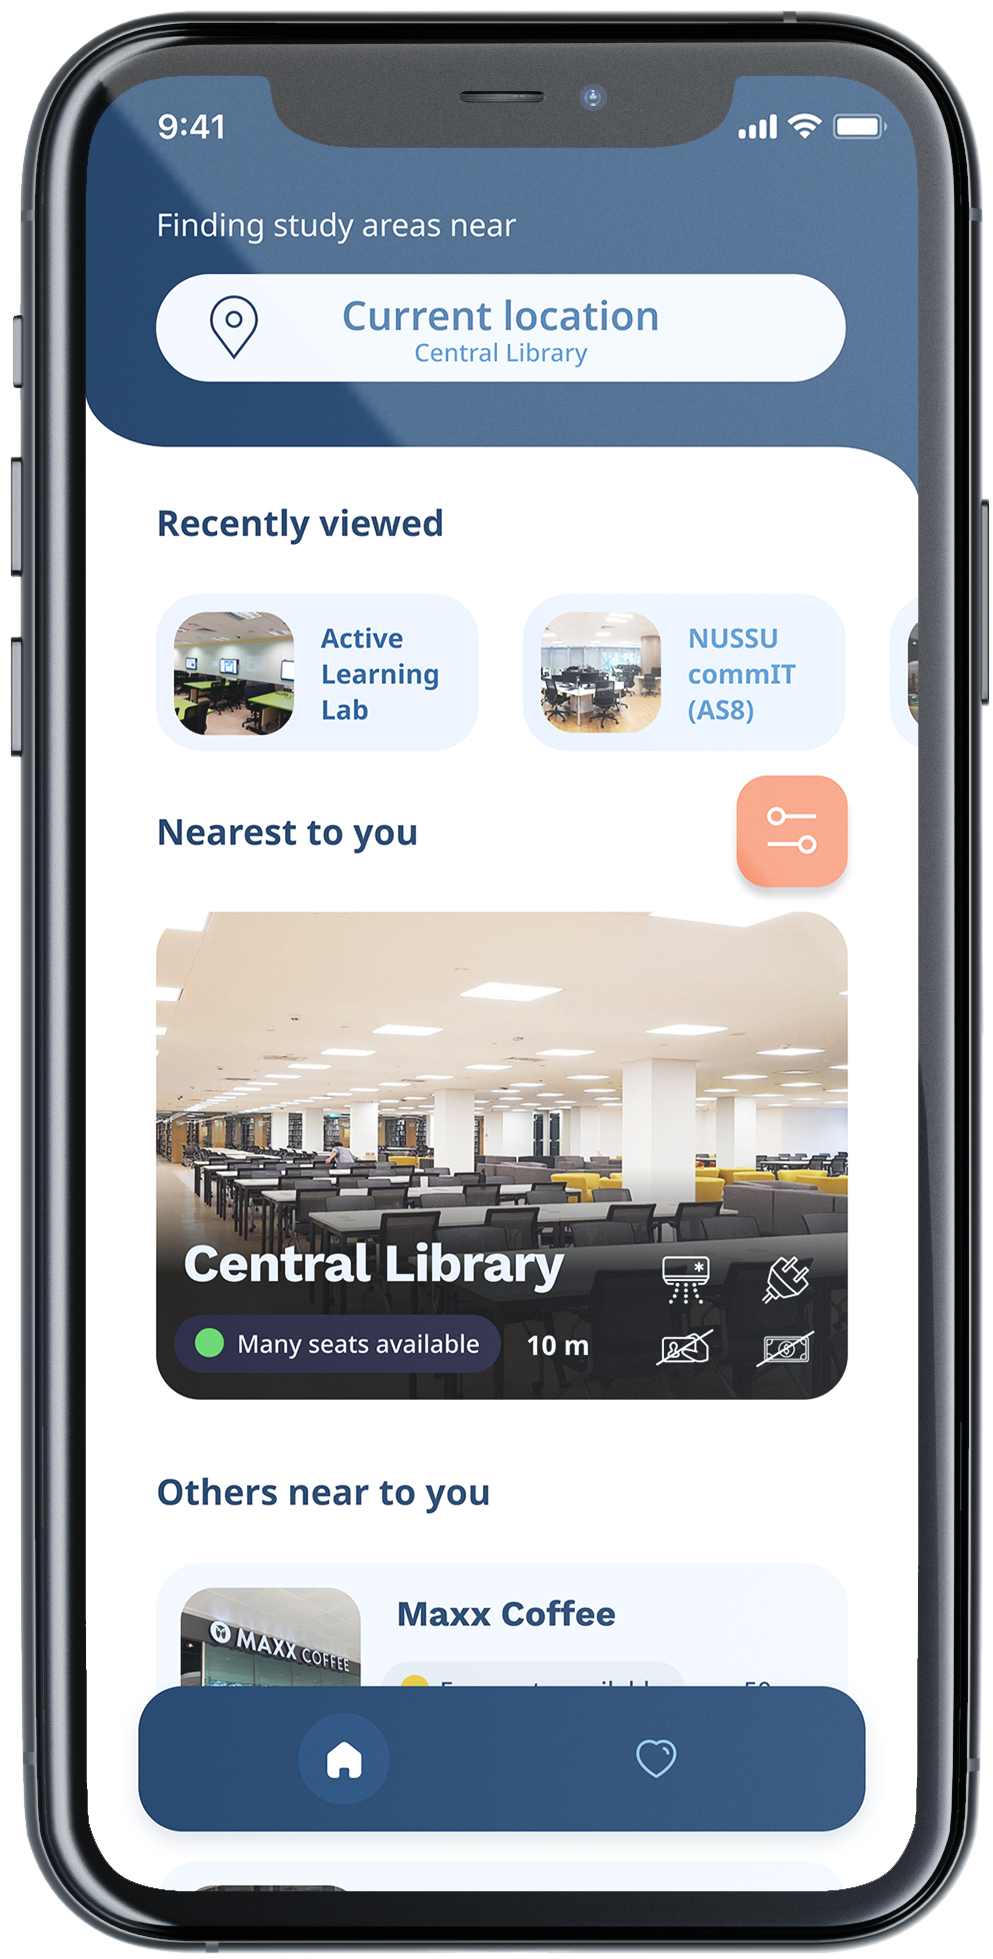 9:41
Finding study areas near
Current location
Central Library
Recently viewed
Active
Learning
Lab
NUSSU
commIT
(AS8)
Nearest to you
Central Library
Many seats available
10 m
Others near to you
MAXX COFFEE
Maxx Coffee